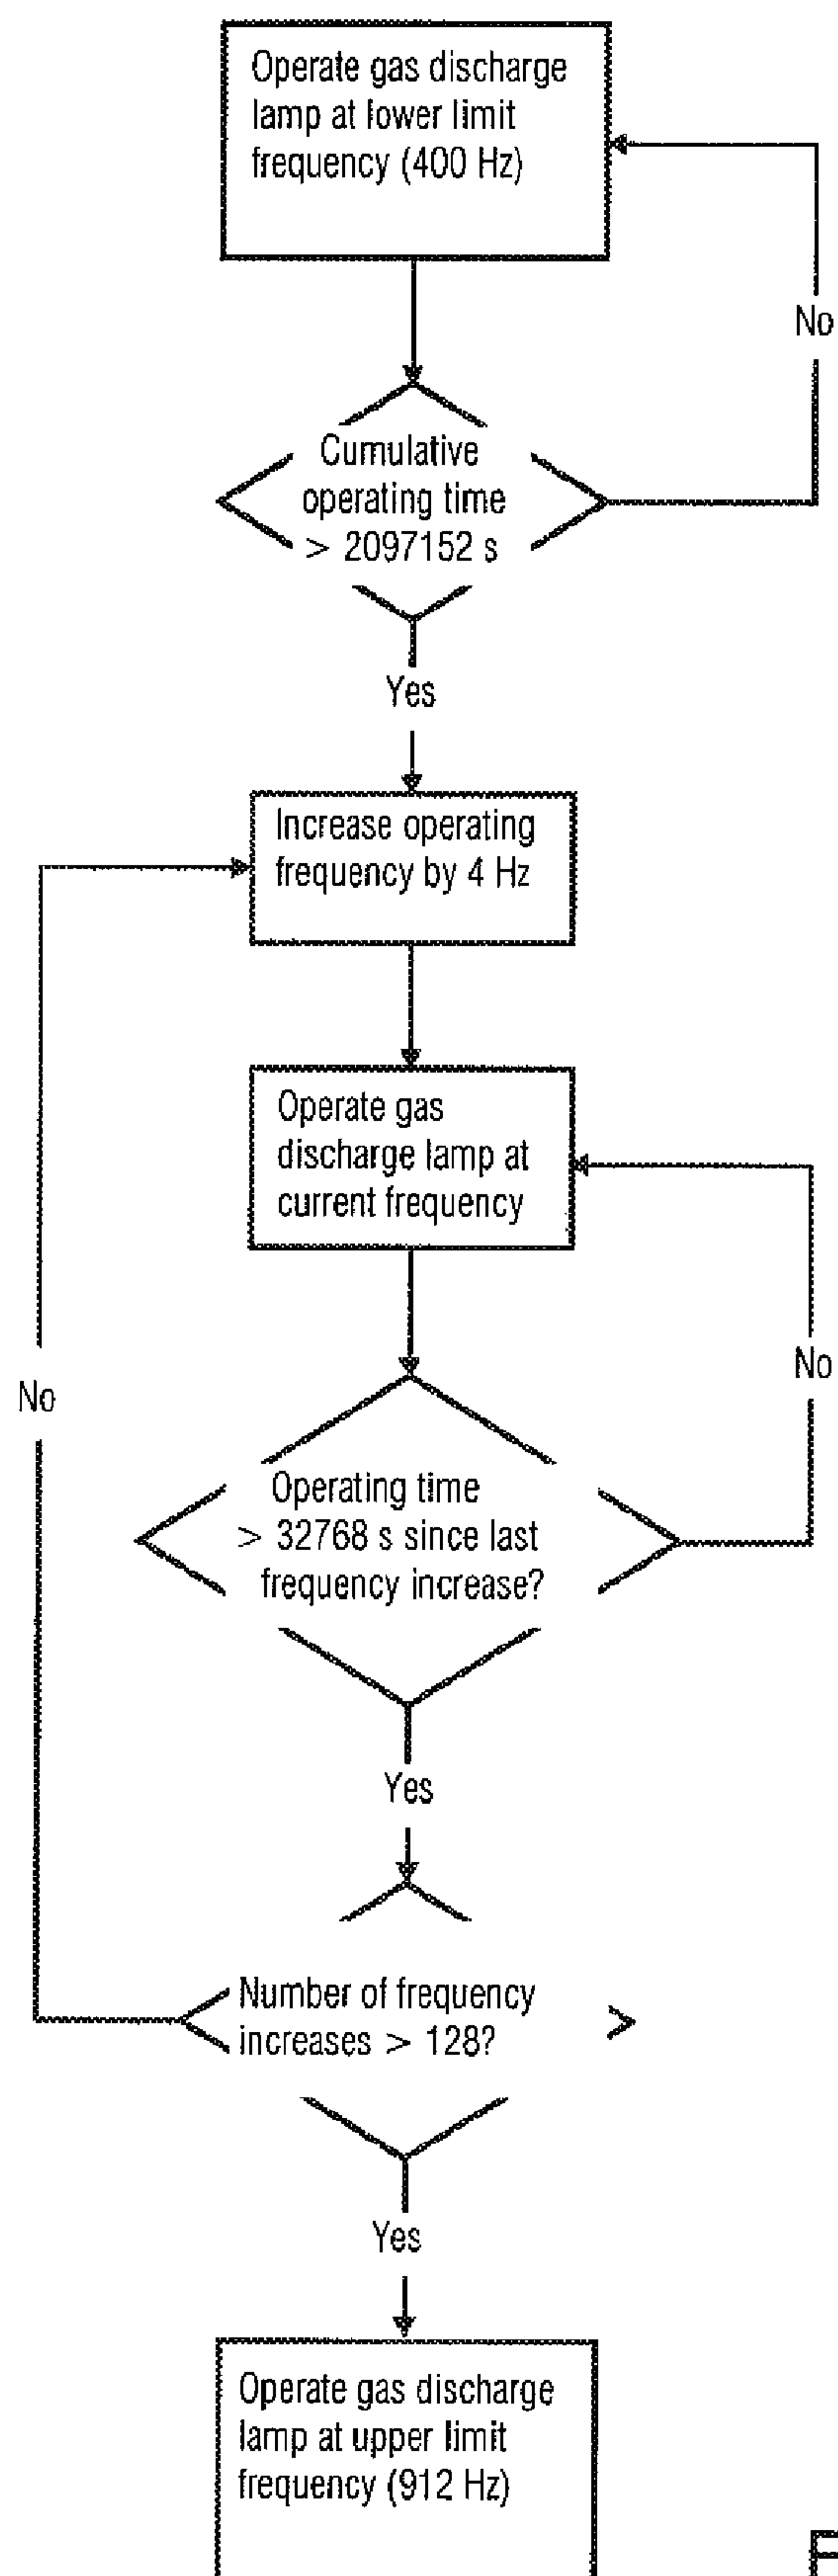 Operate gas discharge
lamp at lower limit
frequency (400 Hz)
No
Cumulative
operating time
> 2097152 s
Yes
Increase operating
frequency by 4 Hz
Operate gas
discharge lamp at
current frequency
No
No
Operating time
> 32768 s since last
frequency increase?
Yes
Number of frequency
increases > 128?
Yes
Operate gas discharge
lamp at upper limit
frequency (912 Hz)